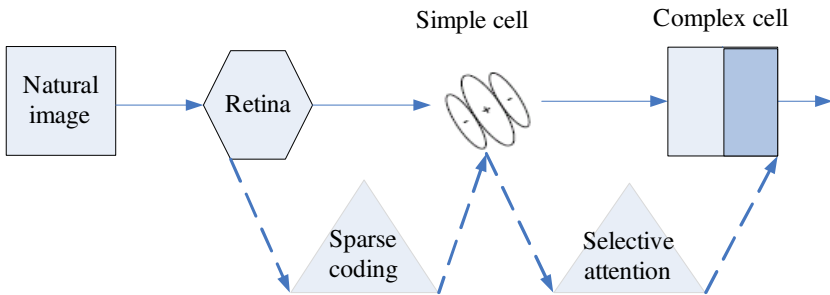 Simple cell
Complex cell
Natural
image
Retina
- + -
Sparse
coding
Selective
attention